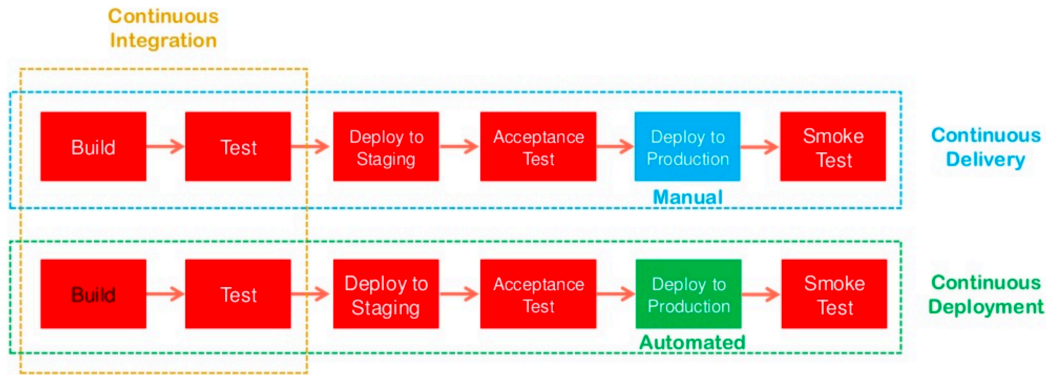 Continuous
Integration
Build
Test
Deploy to
Staging
Acceptance
Test
Deploy to
Production
Smoke
Test
Manual
Continuous
Delivery
Build
Test
Deploy to
Staging
Acceptance
Test
Deploy to
Production
Smoke
Test
Automated
Continuous
Deployment